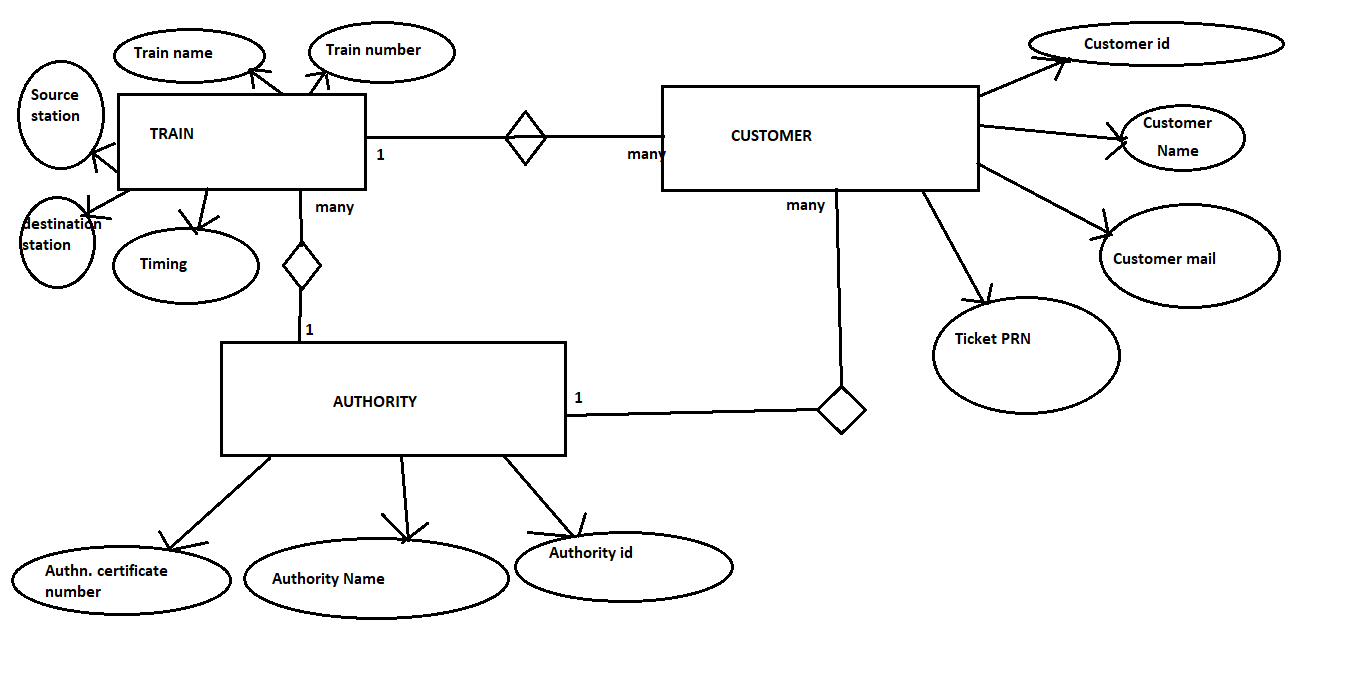 Train name
Train number
Customer id
Source
station
TRAIN
CUSTOMER
Customer
Name
1
many
many
many
destination
station
Timing
Customer mail
1
Ticket PRN
AUTHORITY
1
Authn. certificate
number
Authority Name
Authority id